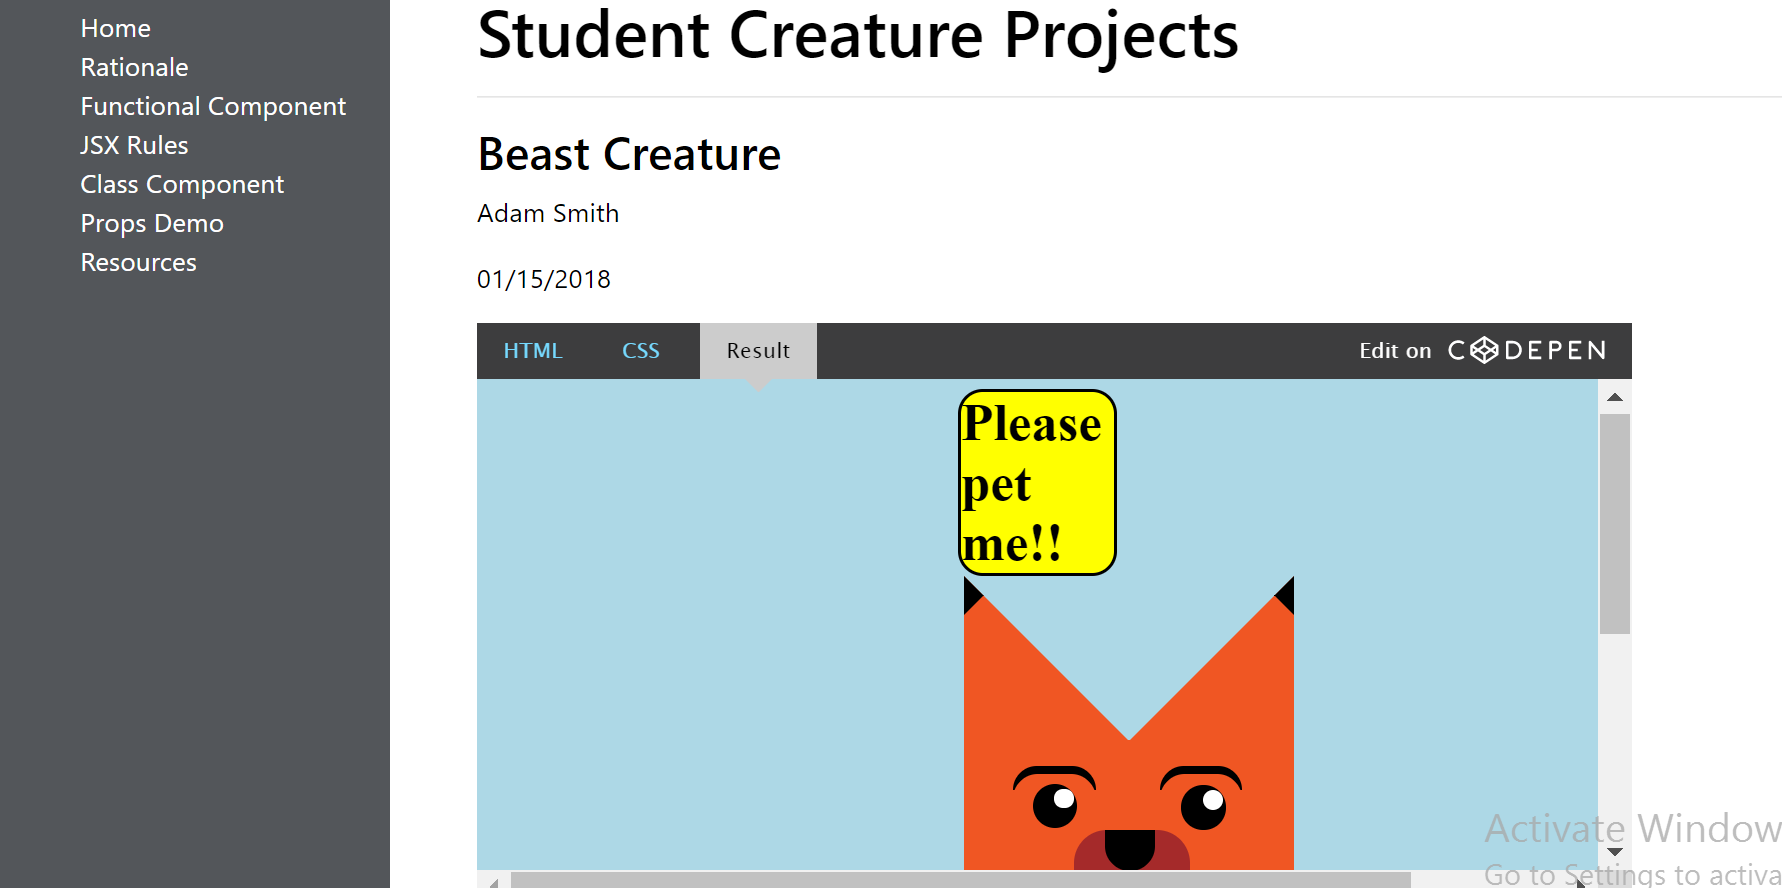 Home
Rationale
Functional Component
JSX Rules
Class Component
Props Demo
Resources
Student Creature Projects
Beast Creature
Adam Smith
01/15/2018
HTML CSS Result Edit on CODEPEN
Please
pet
me!!
Activate Window
Go to Settings to activa